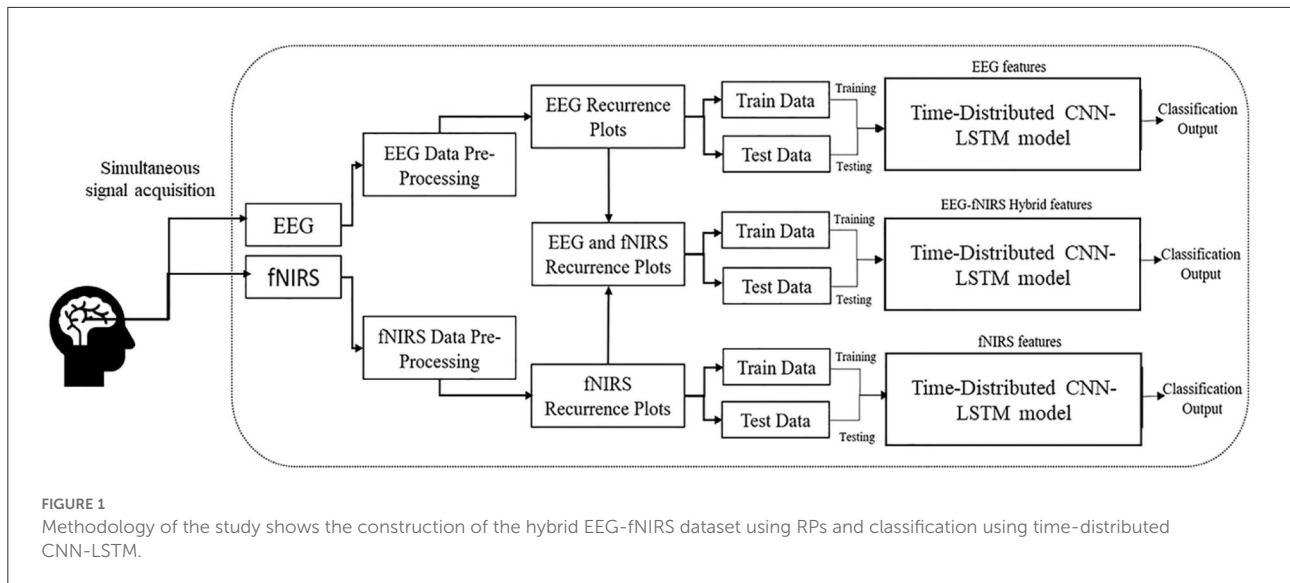 Simultaneous
signal acquisition
EEG
fNIRS
EEG Data Pre-
Processing
fNIRS Data Pre-
Processing
EEG Recurrence
Plots
EEG and fNIRS
Recurrence Plots
fNIRS
Recurrence Plots
Train Data
Test Data
Training
Testing
EEG features
Time-Distributed CNN-
LSTM model
Classification
Output
Train Data
Test Data
Training
Testing
EEG-fNIRS Hybrid features
Time-Distributed CNN-
LSTM model
Classification
Output
Train Data
Test Data
Training
Testing
fNIRS features
Time-Distributed CNN-
LSTM model
Classification
Output
FIGURE 1
Methodology of the study shows the construction of the hybrid EEG-fNIRS dataset using RPs and classification using time-distributed
CNN-LSTM.